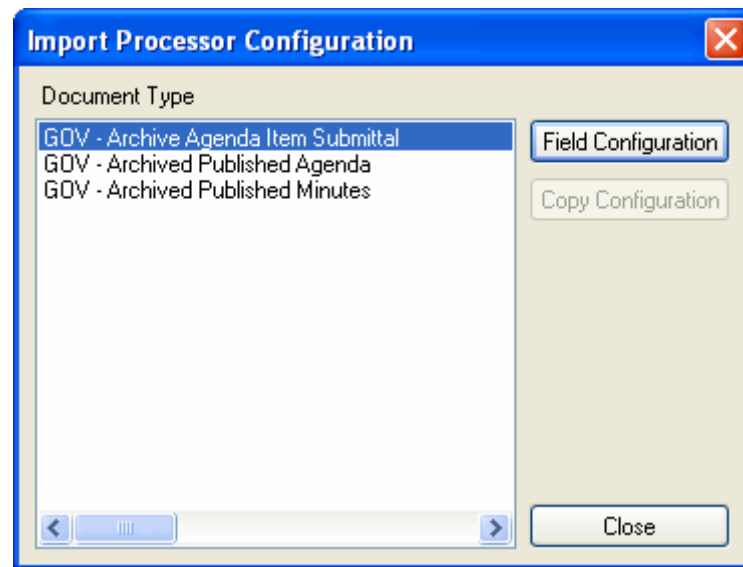 Import Processor Configuration
Document Type
GOV - Archive Agenda Item Submittal
GOV - Archived Published Agenda
GOV - Archived Published Minutes
Field Configuration
Copy Configuration
Close